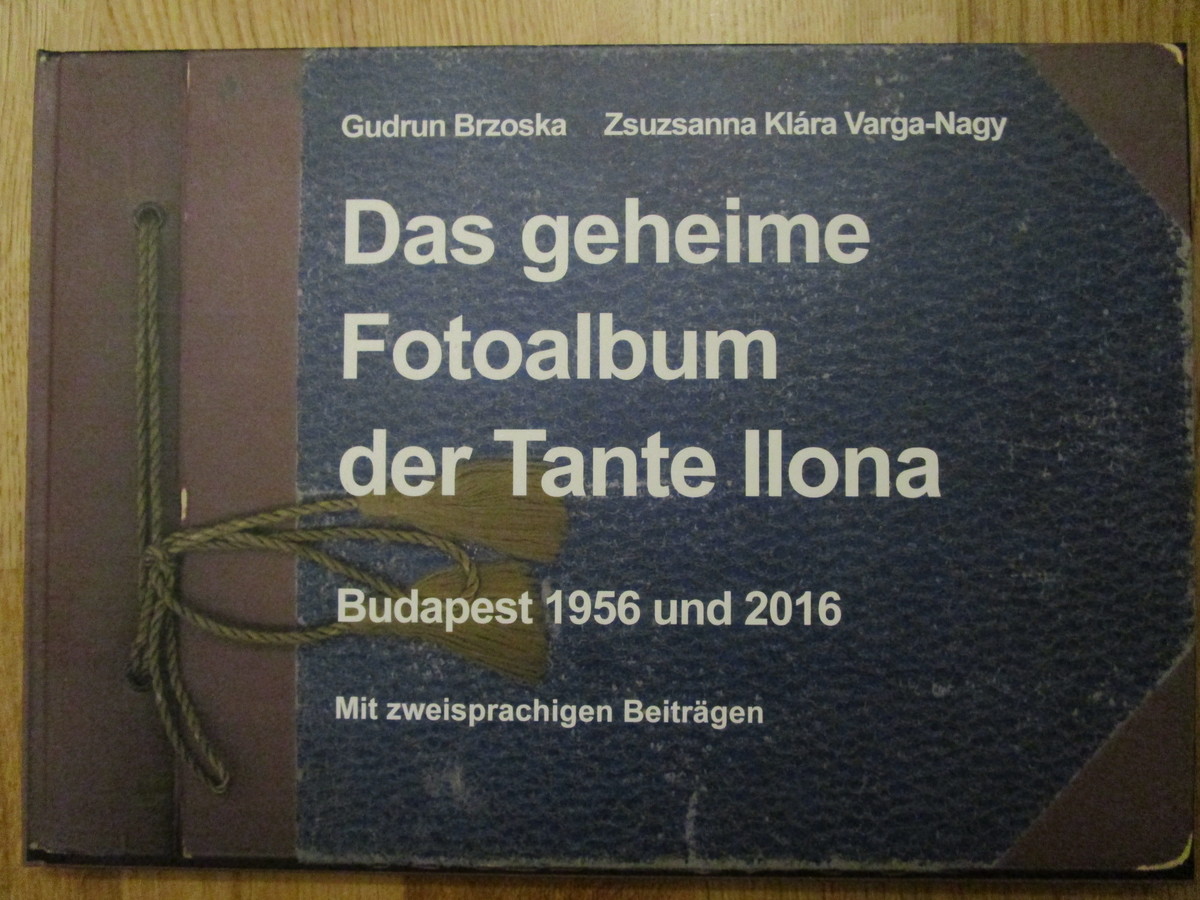 Gudrun Brzoska Zsuzsanna Klára Varga-Nagy
Das geheime
Fotoalbum
der Tante Ilona
Budapest 1956 und 2016
Mit zweisprachigen Beiträgen